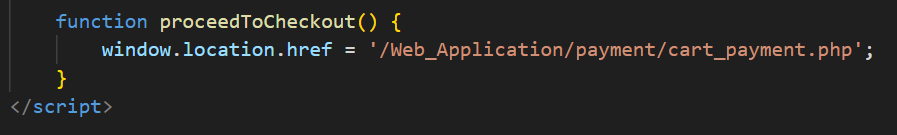 function proceedToCheckout() {
window.location.href = '/Web_Application/payment/cart_payment.php';
}
</script>